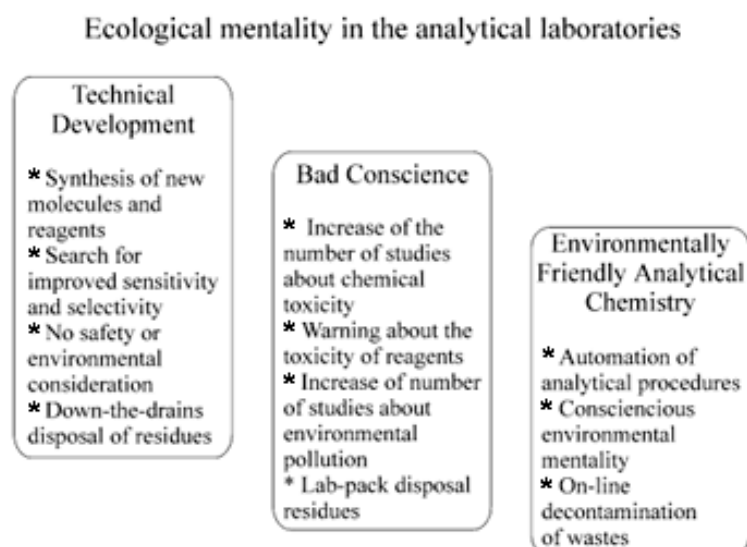 Ecological mentality in the analytical laboratories
Technical
Development
* Synthesis of new
molecules and
reagents
* Search for
improved sensitivity
and selectivity
* No safety or
environmental
consideration
* Down-the-drains
disposal of residues
Bad Conscience
* Increase of the
number of studies
about chemical
toxicity
* Warning about the
toxicity of reagents
* Increase of number
of studies about
environmental
pollution
* Lab-pack disposal
residues
Environmentally
Friendly Analytical
Chemistry
* Automation of
analytical procedures
* Consciencious
environmental
mentality
* On-line
decontamination
of wastes